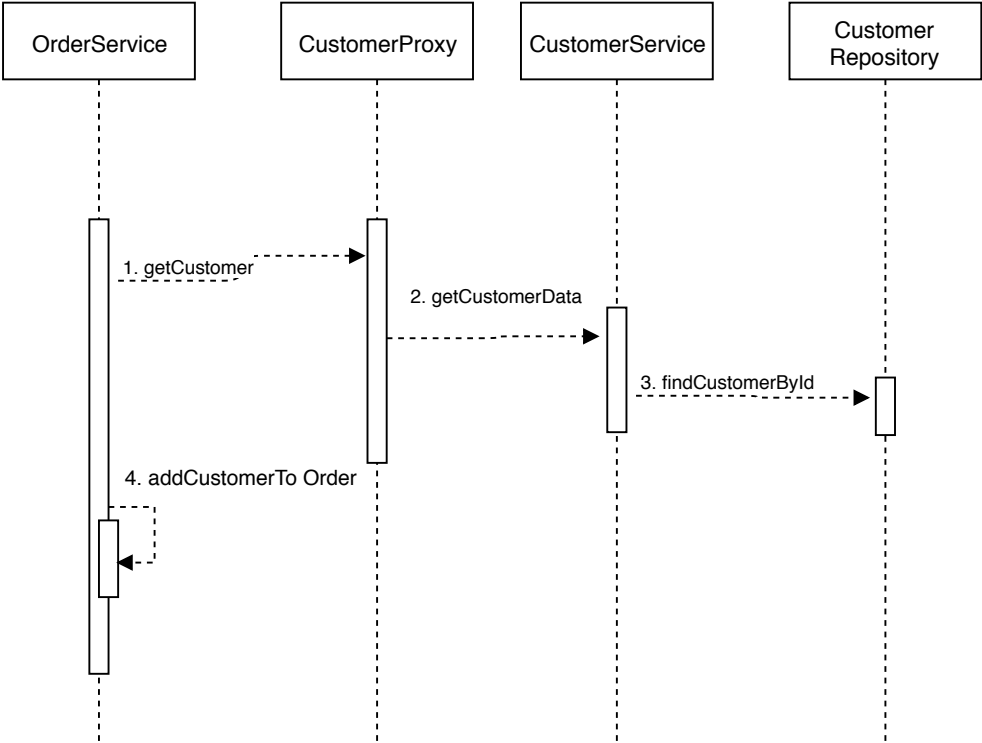 OrderService
CustomerProxy
CustomerService
Customer
Repository
1. getCustomer
2. getCustomerData
3. findCustomerById
4. addCustomerTo Order